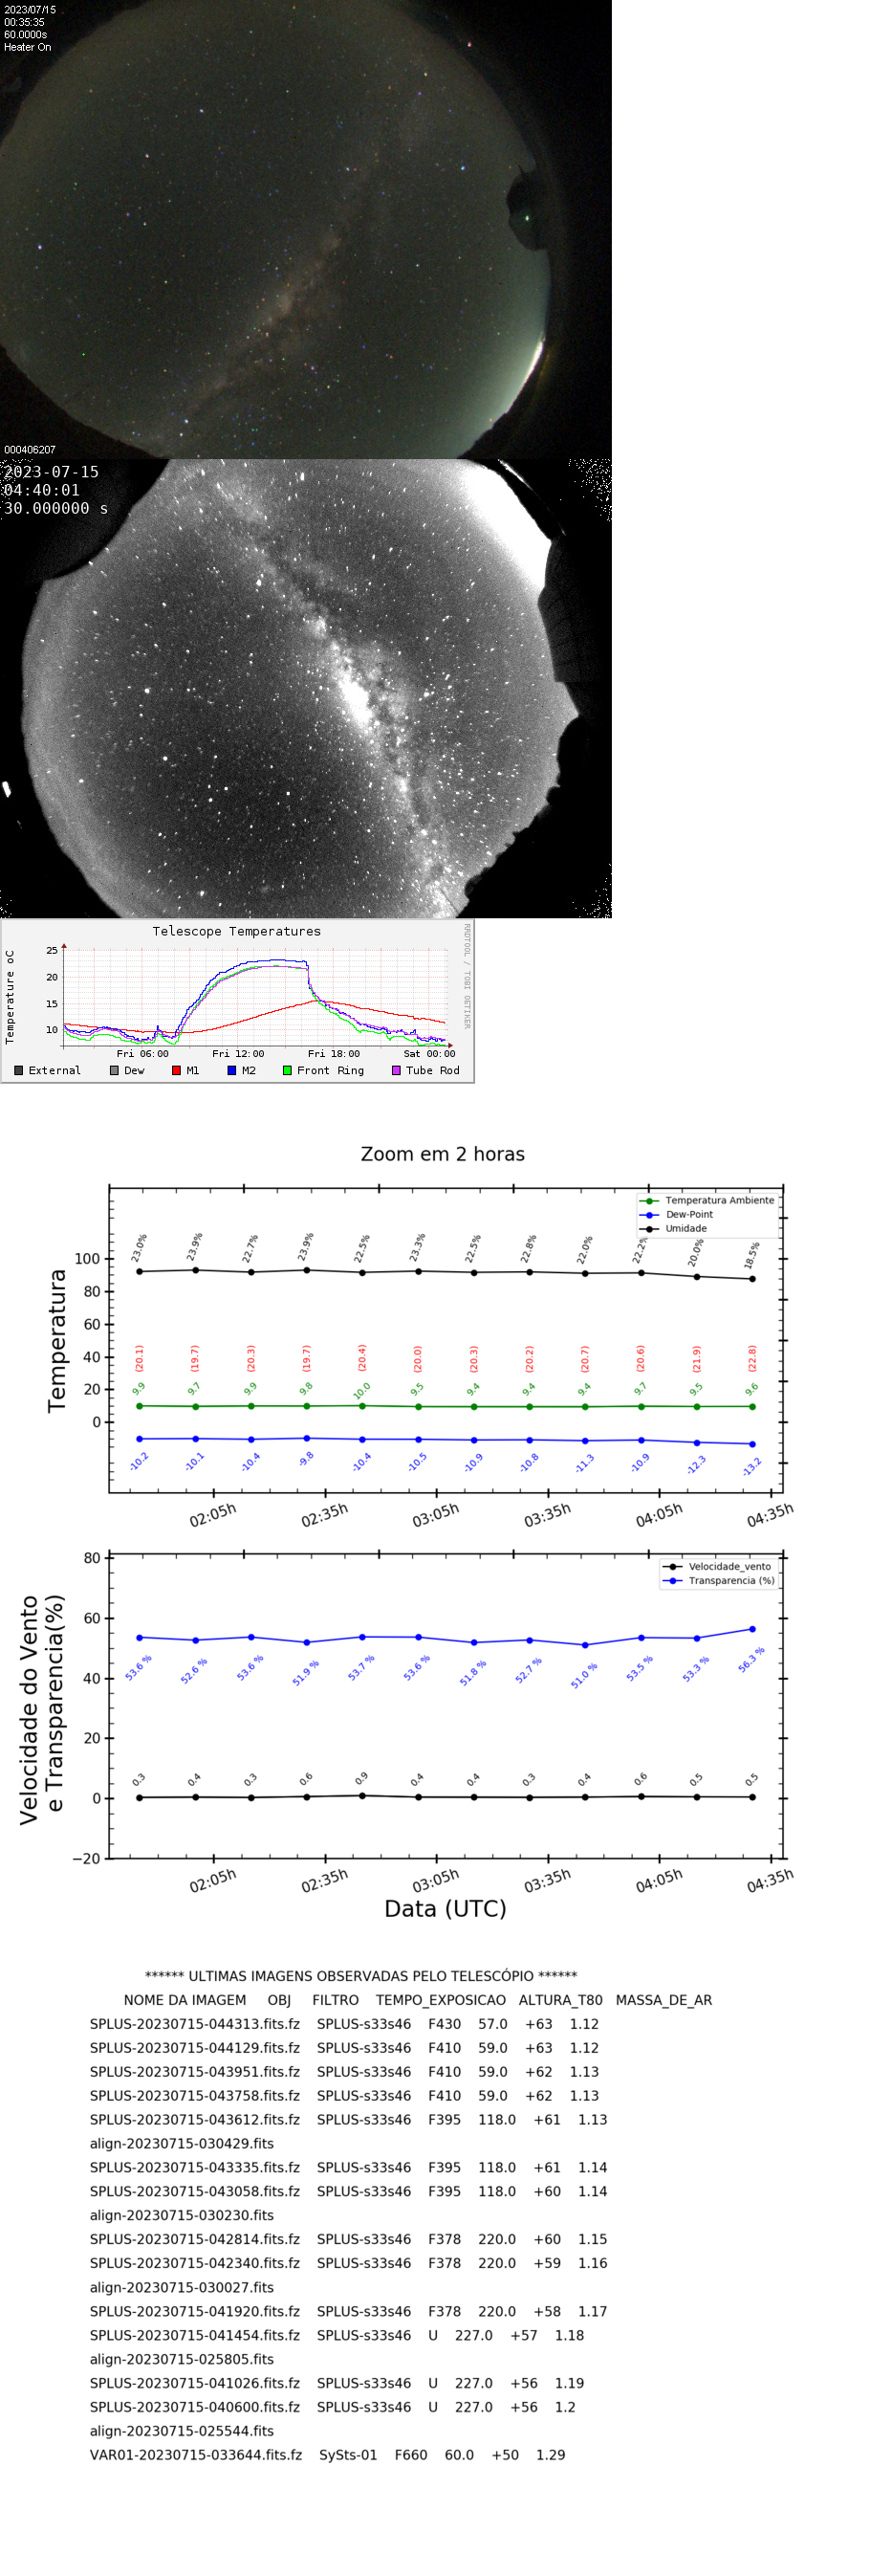 2023/07/15
00:35:35
60.0000s
Heater On
000406207
2023-07-15
04:40:01
30.000000 s
Telescope Temperatures
RRDTOOL / TOBI OETIKER
Temperature oC
25
20
15
10
Fri 06:00 Fri 12:00 Fri 18:00 Sat 00:00
External Dew M1 M2 Front Ring Tube Rod
Zoom em 2 horas
Temperatura Ambiente
Dew-Point
Umidade
Temperatura
100
80
60
40
20
0
23.0% 23.9% 22.7% 23.9% 22.5% 23.3% 22.5% 22.8% 22.0% 22.2% 20.0% 18.5%
(20.1) (19.7) (20.3) (19.7) (20.4) (20.0) (20.3) (20.2) (20.7) (20.6) (21.9) (22.8)
9.9 9.7 9.9 9.8 10.0 9.5 9.4 9.4 9.4 9.7 9.5 9.6
-10.2 -10.1 -10.4 -9.8 -10.4 -10.5 -10.9 -10.8 -11.3 -10.9 -12.3 -13.2
02:05h 02:35h 03:05h 03:35h 04:05h 04:35h
Velocidade_vento
Transparencia (%)
Velocidade do Vento
e Transparencia(%)
80
60
40
20
0
−20
53.6 % 52.6 % 53.6 % 51.9 % 53.7 % 53.6 % 51.8 % 52.7 % 51.0 % 53.5 % 53.3 % 56.3 %
0.3 0.4 0.3 0.6 0.9 0.4 0.4 0.3 0.4 0.6 0.5 0.5
02:05h 02:35h 03:05h 03:35h 04:05h 04:35h
Data (UTC)
****** ULTIMAS IMAGENS OBSERVADAS PELO TELESCÓPIO ******
NOME DA IMAGEM OBJ FILTRO TEMPO_EXPOSICAO ALTURA_T80 MASSA_DE_AR
SPLUS-20230715-044313.fits.fz SPLUS-s33s46 F430 57.0 +63 1.12
SPLUS-20230715-044129.fits.fz SPLUS-s33s46 F410 59.0 +63 1.12
SPLUS-20230715-043951.fits.fz SPLUS-s33s46 F410 59.0 +62 1.13
SPLUS-20230715-043758.fits.fz SPLUS-s33s46 F410 59.0 +62 1.13
SPLUS-20230715-043612.fits.fz SPLUS-s33s46 F395 118.0 +61 1.13
align-20230715-030429.fits
SPLUS-20230715-043335.fits.fz SPLUS-s33s46 F395 118.0 +61 1.14
SPLUS-20230715-043058.fits.fz SPLUS-s33s46 F395 118.0 +60 1.14
align-20230715-030230.fits
SPLUS-20230715-042814.fits.fz SPLUS-s33s46 F378 220.0 +60 1.15
SPLUS-20230715-042340.fits.fz SPLUS-s33s46 F378 220.0 +59 1.16
align-20230715-030027.fits
SPLUS-20230715-041920.fits.fz SPLUS-s33s46 F378 220.0 +58 1.17
SPLUS-20230715-041454.fits.fz SPLUS-s33s46 U 227.0 +57 1.18
align-20230715-025805.fits
SPLUS-20230715-041026.fits.fz SPLUS-s33s46 U 227.0 +56 1.19
SPLUS-20230715-040600.fits.fz SPLUS-s33s46 U 227.0 +56 1.2
align-20230715-025544.fits
VAR01-20230715-033644.fits.fz SySts-01 F660 60.0 +50 1.29